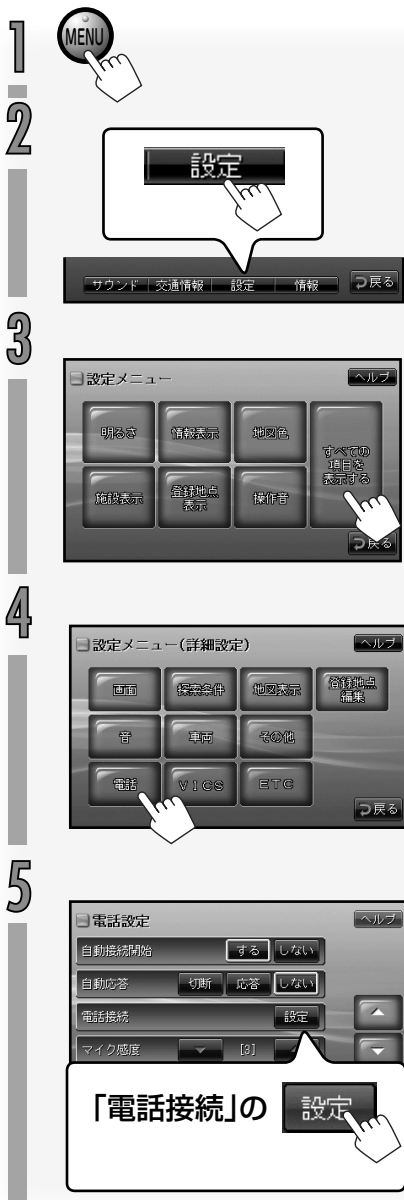 1
MENU
2
設定
サウンド 交通情報 設定 情報 戻る
3
設定メニュー ヘルプ
明るさ 情報表示 地図色 すべての
項目を
表示する
施設表示 登録地点
表示 操作音
戻る
4
設定メニュー(詳細設定) ヘルプ
画面 探索条件 地図表示 登録地点
編集
音 車両 その他
電話 VICS ETC
戻る
5
電話設定 ヘルプ
自動接続開始 する しない
自動応答 切断 応答 しない
電話接続 設定
マイク感度 [3]
「電話接続」の 設定